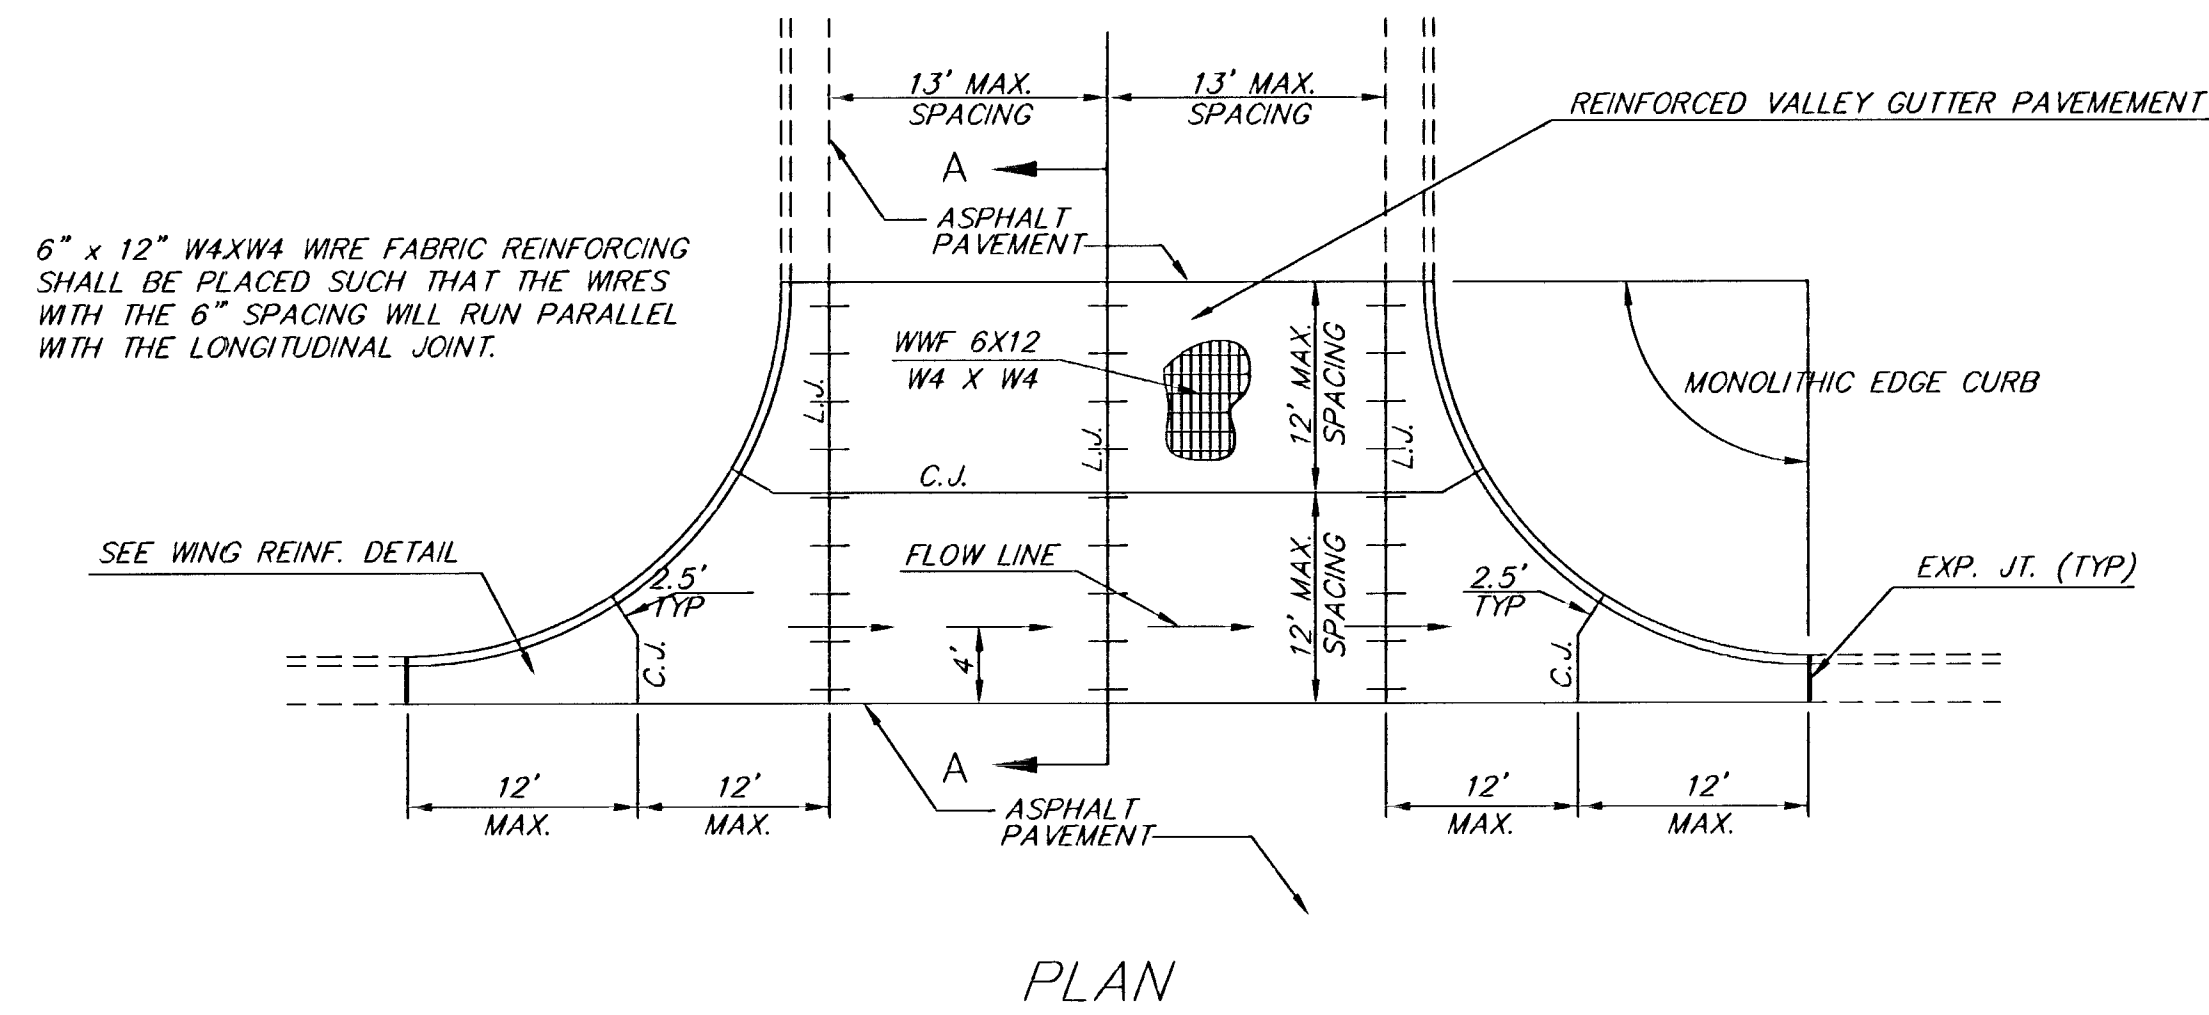 13' MAX.
SPACING
13' MAX.
SPACING
REINFORCED VALLEY GUTTER PAVEMEMENT
A
ASPHALT
PAVEMENT
6" x 12" W4XW4 WIRE FABRIC REINFORCING
SHALL BE PLACED SUCH THAT THE WIRES
WITH THE 6" SPACING WILL RUN PARALLEL
WITH THE LONGITUDINAL JOINT.
WWF 6X12
W4 X W4
12' MAX.
SPACING
MONOLITHIC EDGE CURB
L.J.
L.J.
L.J.
C.J.
SEE WING REINF. DETAIL
2.5'
TYP
FLOW LINE
12' MAX.
SPACING
2.5'
TYP
EXP. JT. (TYP)
C.J.
4'
C.J.
12'
MAX.
12'
MAX.
A
ASPHALT
PAVEMENT
12'
MAX.
12'
MAX.
PLAN